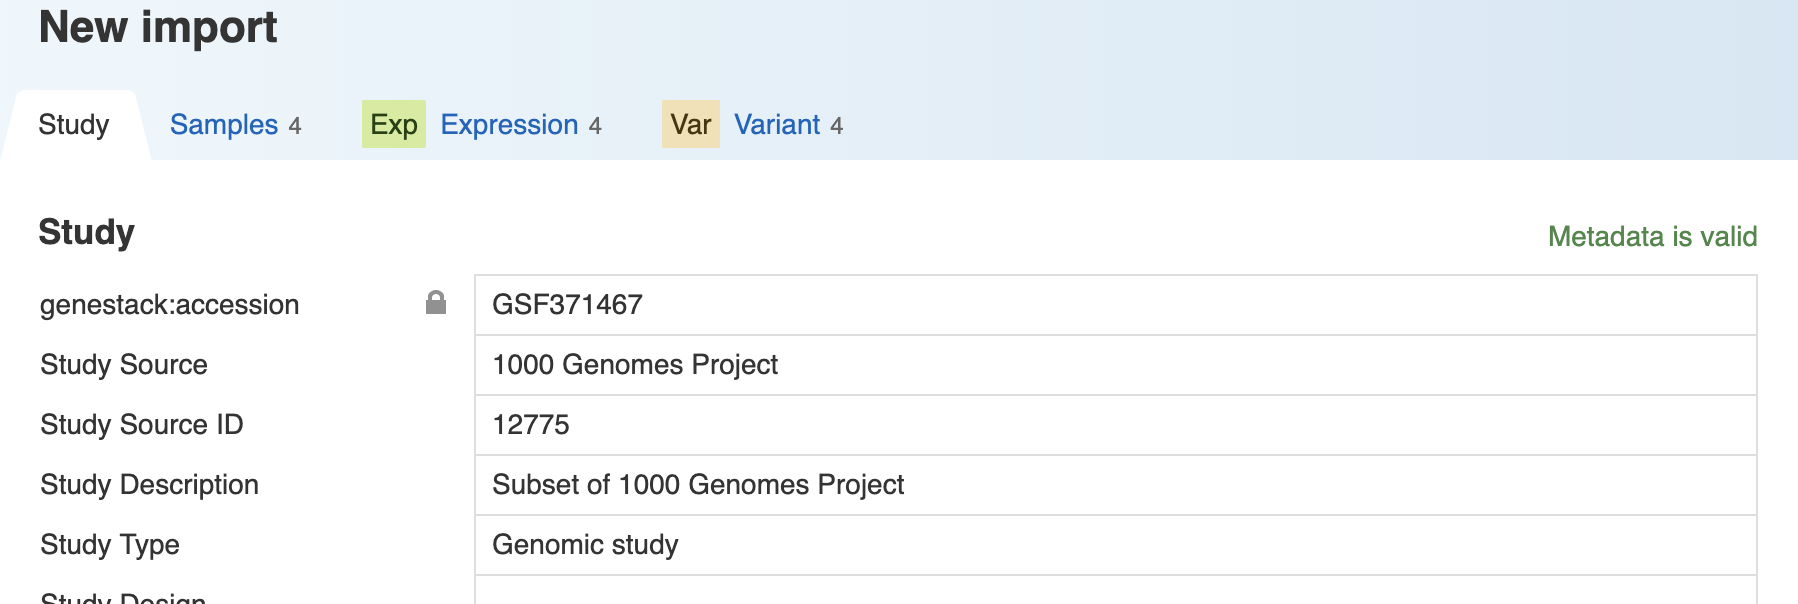 New import
Study Samples 4 Exp Expression 4 Var Variant 4
Study Metadata is valid
genestack:accession GSF371467
Study Source 1000 Genomes Project
Study Source ID 12775
Study Description Subset of 1000 Genomes Project
Study Type Genomic study
Study Design